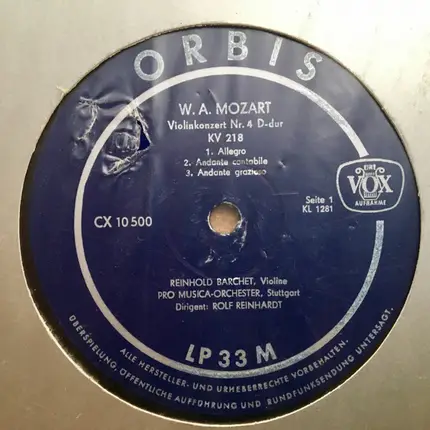 ORBIS
W. A. MOZART
Violinkonzert Nr. 4 D-dur
KV 218
1. Allegro
2. Andante cantabile
3. Andante grazioso
EINE
VOX
AUFNAHME
Seite 1
KL 1281
CX 10 500
REINHOLD BARCHET, Violine
PRO MUSICA-ORCHESTER, Stuttgart
Dirigent: ROLF REINHARDT
LP 33 M
ALLE HERSTELLER- UND URHEBERRECHTE VORBEHALTEN.
ÜBERSPIELUNG, ÖFFENTLICHE AUFFÜHRUNG UND RUNDFUNKSENDUNG UNTERSAGT.